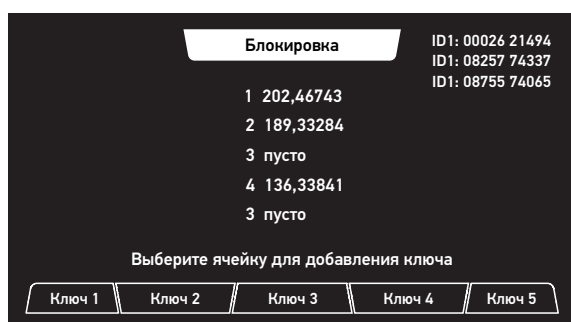 Блокировка
ID1: 00026 21494
ID1: 08257 74337
ID1: 08755 74065
1 202,46743
2 189,33284
3 пусто
4 136,33841
3 пусто
Выберите ячейку для добавления ключа
Ключ 1 Ключ 2 Ключ 3 Ключ 4 Ключ 5